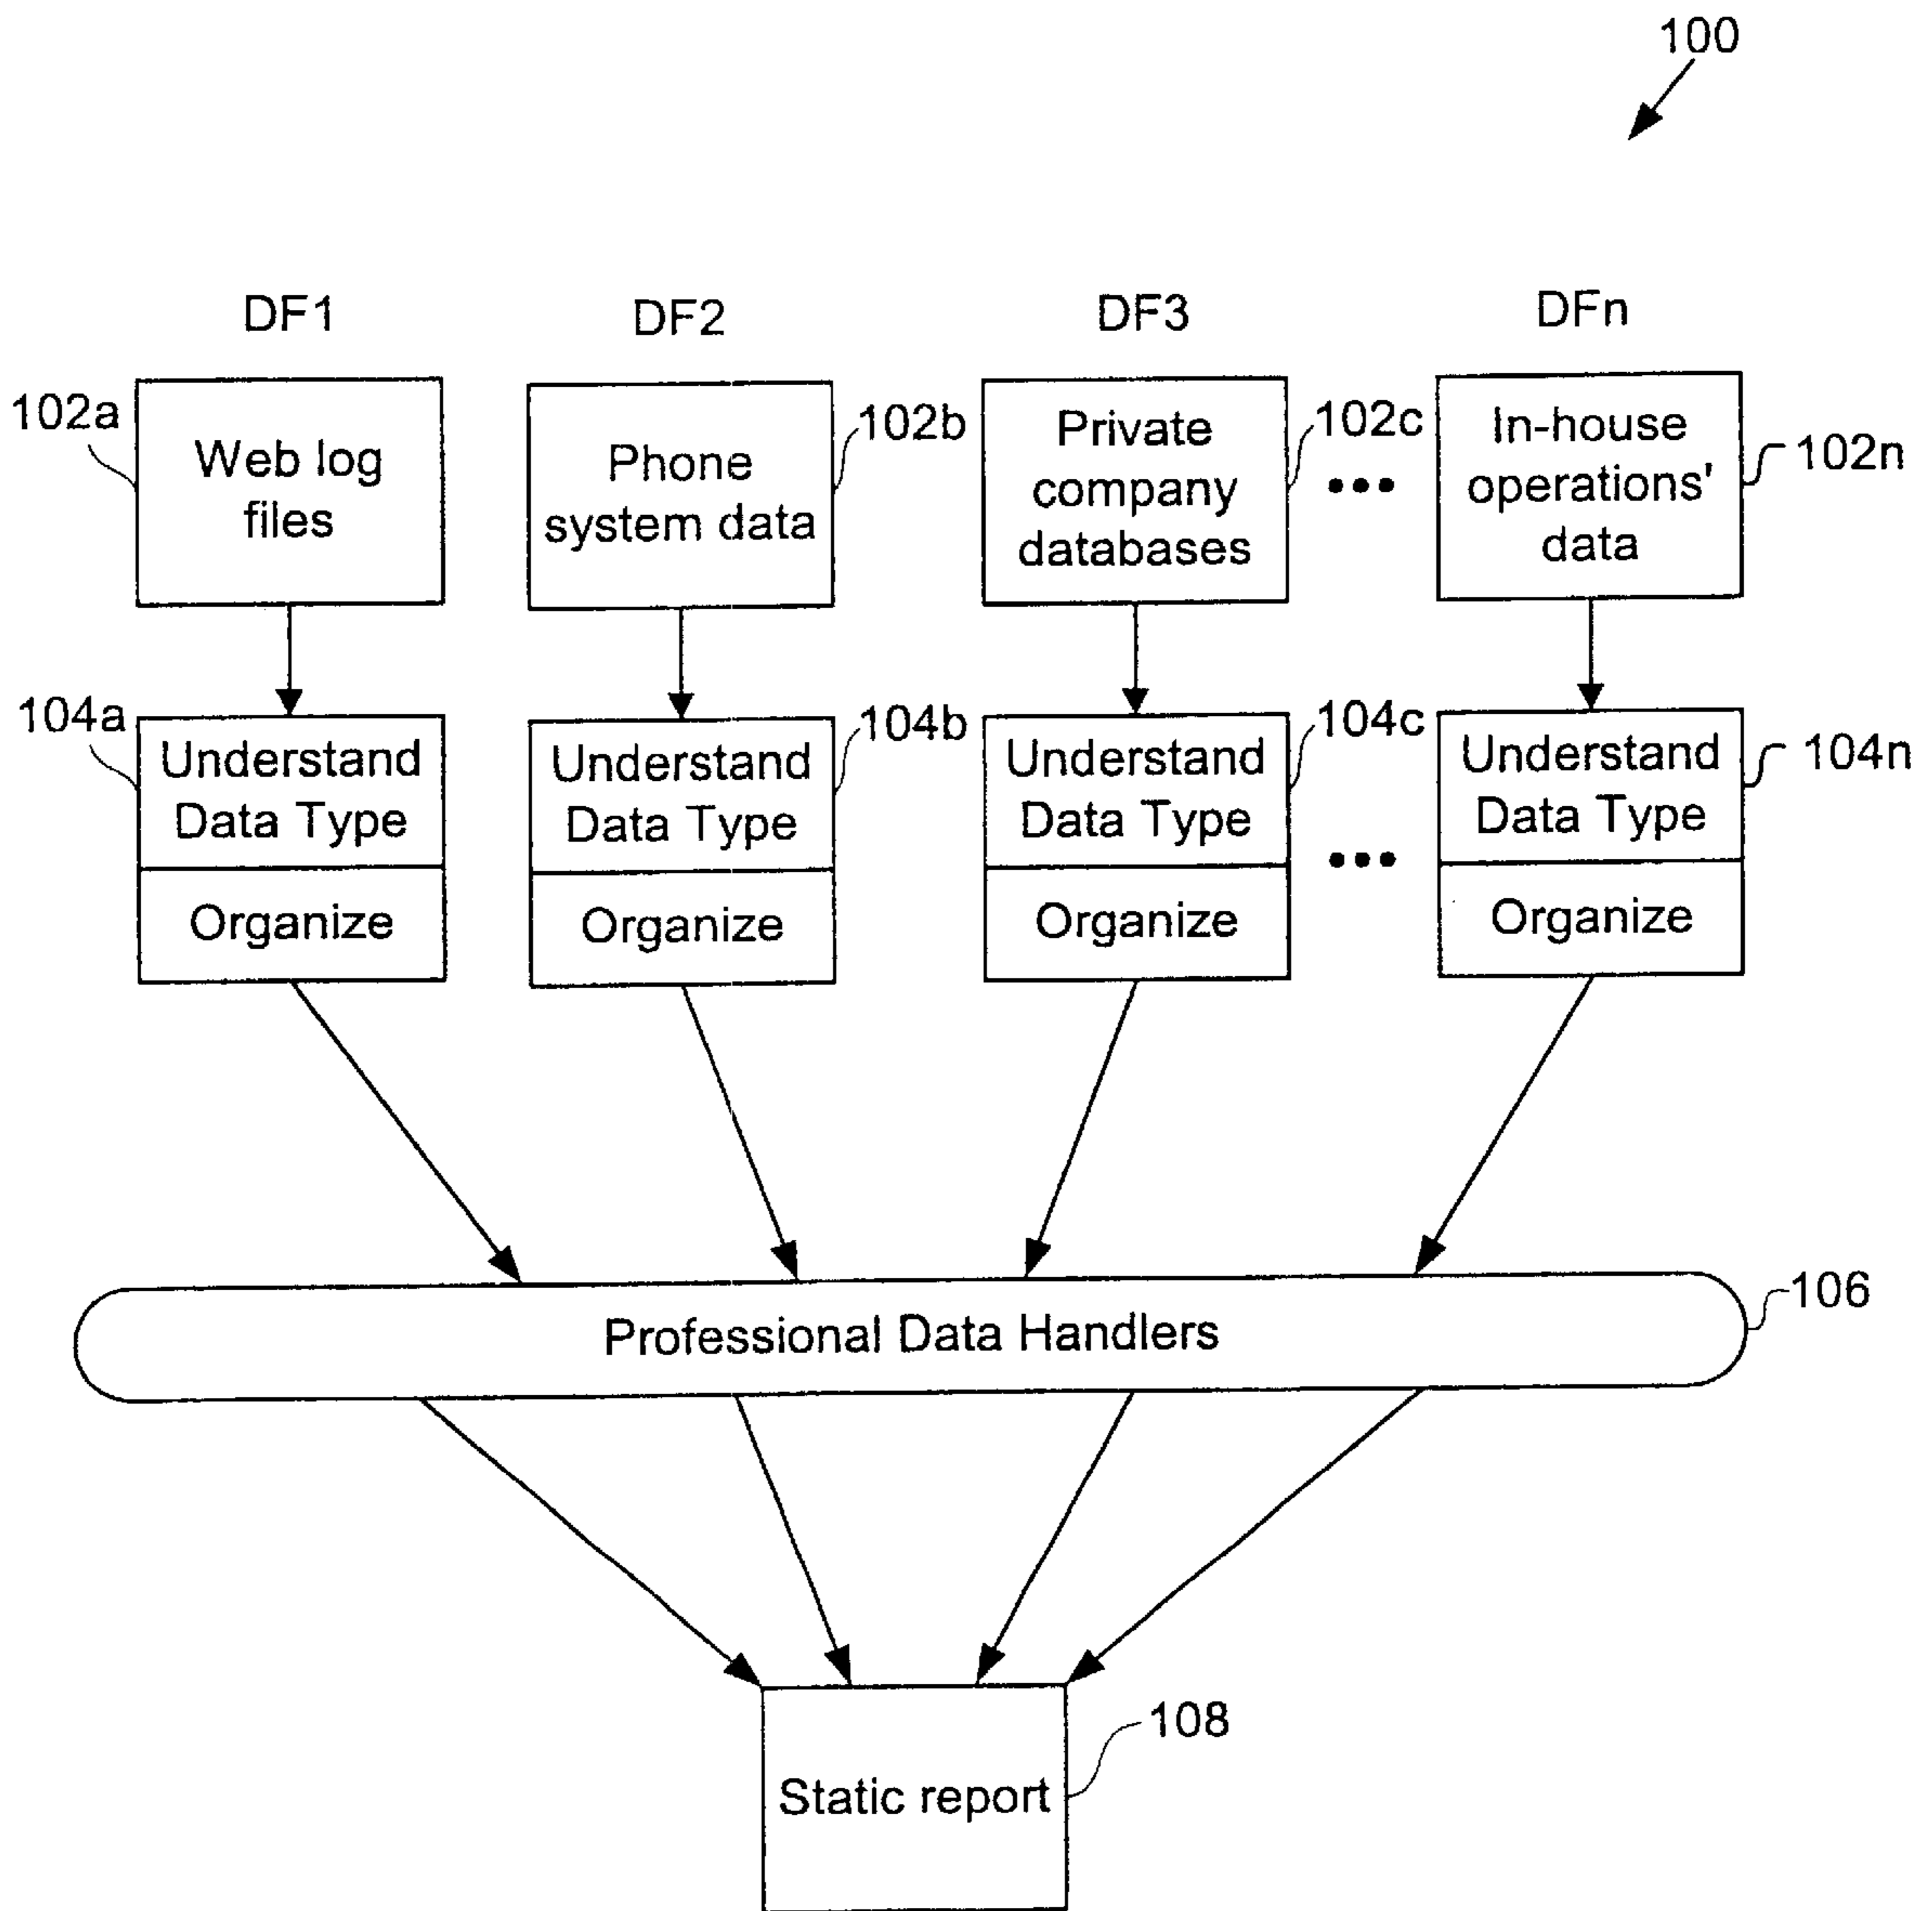 100
DF1
DF2
DF3
DFn
102a
Web log
files
Phone
system data
102b
Private
company
databases
102c
•••
In-house
operations'
data
102n
104a
Understand
Data Type
Organize
Understand
Data Type
Organize
104b
Understand
Data Type
Organize
104c
•••
Understand
Data Type
Organize
104n
Professional Data Handlers
106
Static report
108